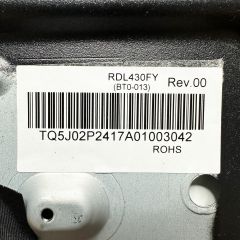 RDL430FY
(BT0-013)
Rev.00
TQ5J02P2417A01003042
ROHS